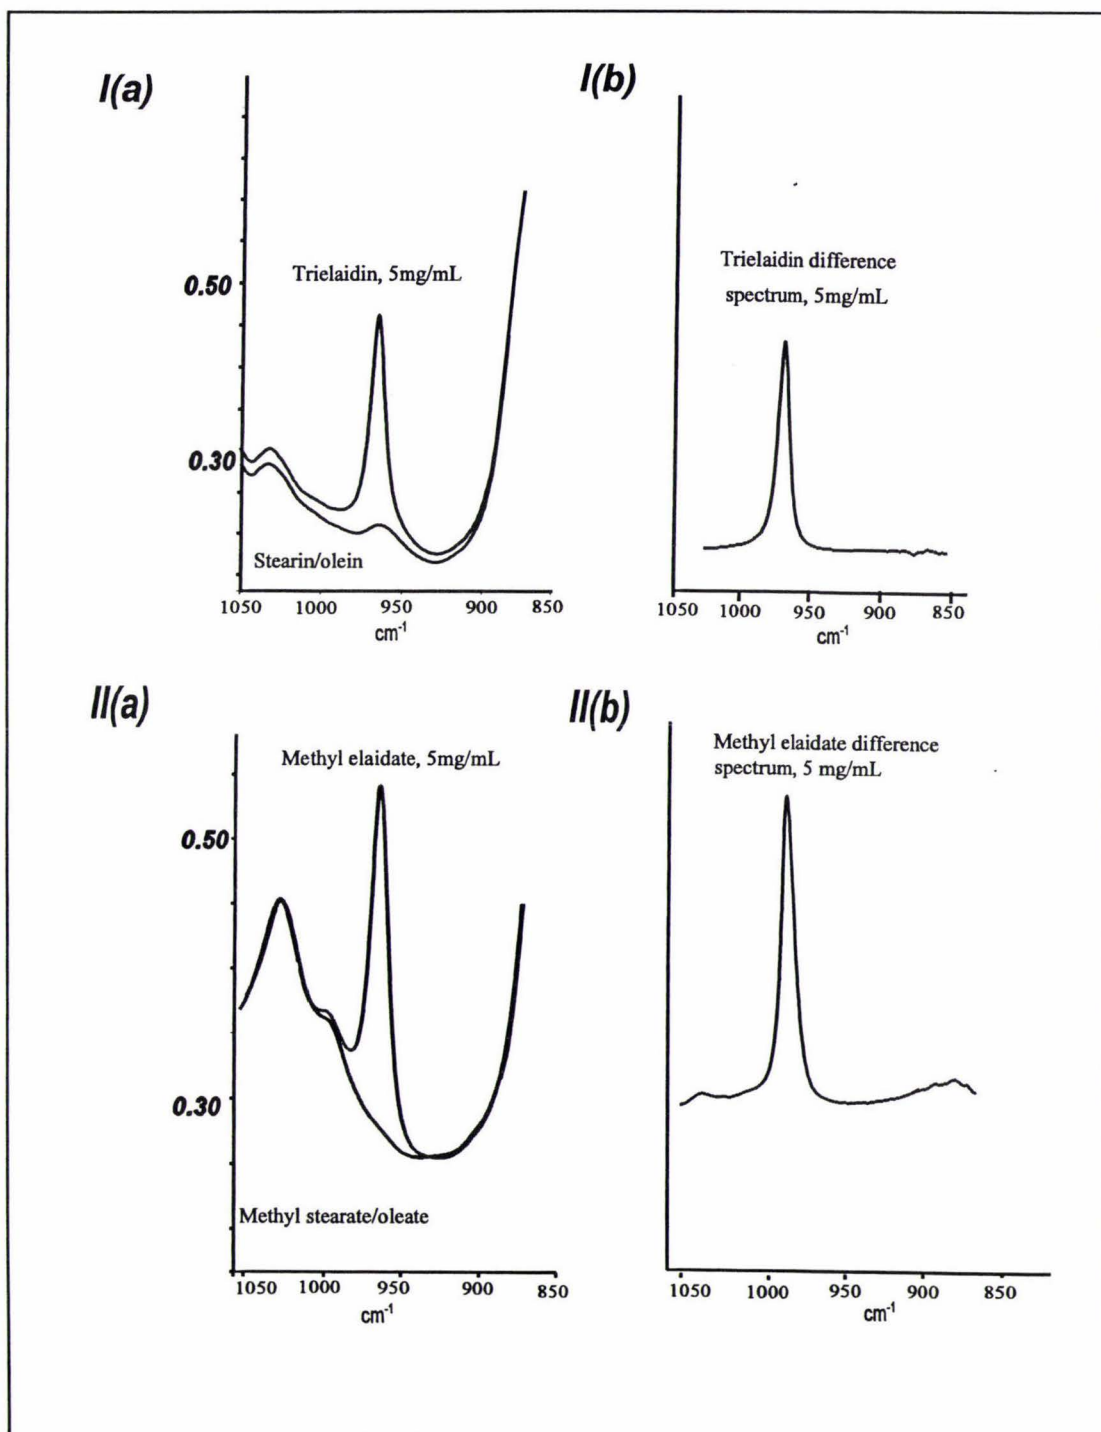 I(a)
0.50
0.30
Trielaidin, 5mg/mL
Stearin/olein
1050 1000 950 900 850
cm-1
I(b)
Trielaidin difference
spectrum, 5mg/mL
1050 1000 950 900 850
cm-1
II(a)
Methyl elaidate, 5mg/mL
0.50
0.30
Methyl stearate/oleate
1050 1000 950 900 850
cm-1
II(b)
Methyl elaidate difference
spectrum, 5 mg/mL
1050 1000 950 900 850
cm-1